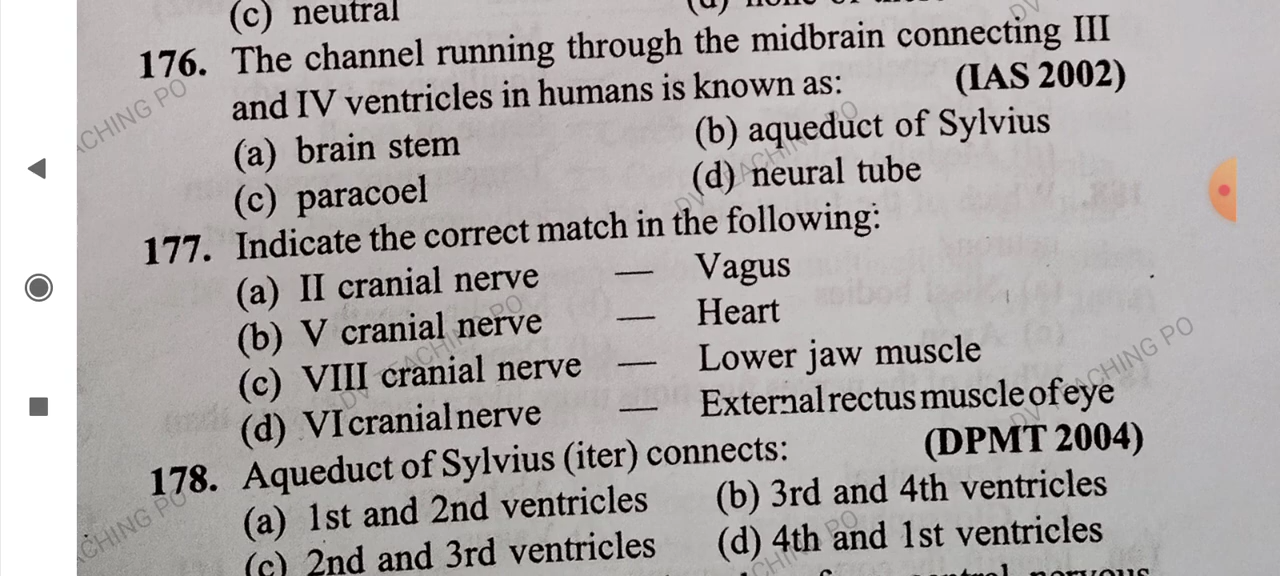 (c) neutral
176. The channel running through the midbrain connecting III
and IV ventricles in humans is known as: (IAS 2002)
(a) brain stem (b) aqueduct of Sylvius
(c) paracoel (d) neural tube
177. Indicate the correct match in the following:
(a) II cranial nerve — Vagus
(b) V cranial nerve — Heart
(c) VIII cranial nerve — Lower jaw muscle
(d) VI cranial nerve — External rectus muscle of eye
178. Aqueduct of Sylvius (iter) connects: (DPMT 2004)
(a) 1st and 2nd ventricles (b) 3rd and 4th ventricles
(c) 2nd and 3rd ventricles (d) 4th and 1st ventricles